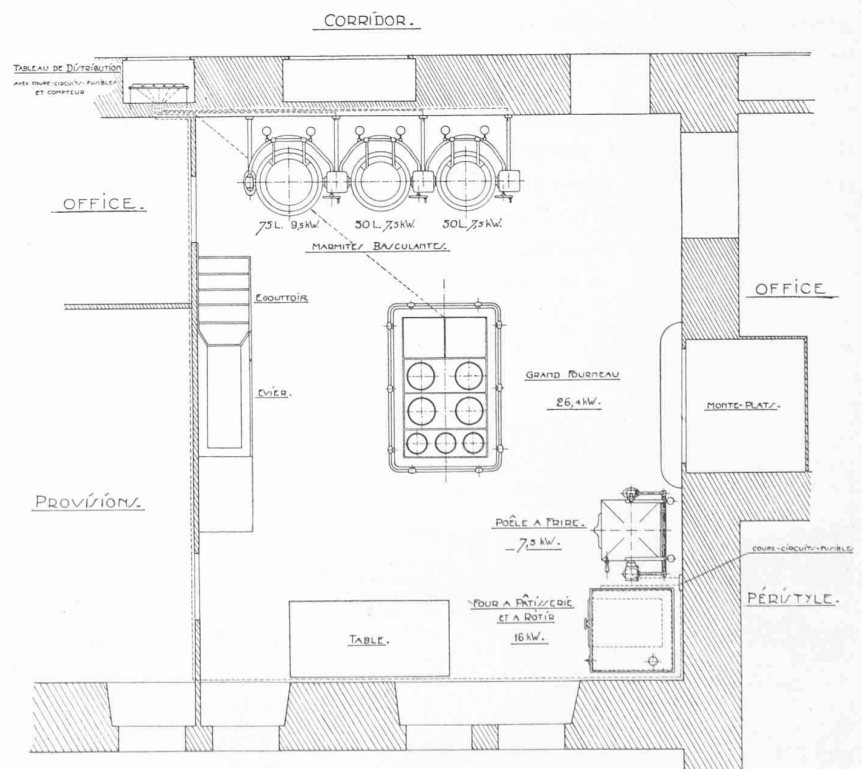 CORRIDOR.
TABLEAU DE DISTRIBUTION
AVEC COUPE-CIRCUITS-FUSIBLES
ET COMPTEUR
OFFICE.
75 L. 9,5 kW. 50 L. 7,5 kW. 50 L. 7,5 kW.
MARMITES BASCULANTES.
EGOUTTOIR
OFFICE
GRAND FOURNEAU
26,4 kW.
EVIER.
MONTE-PLATS.
PROVISIONS.
POÊLE A FRIRE.
7,5 kW.
COUPE-CIRCUITS-FUSIBLES
FOUR A PÂTISSERIE
ET A RÔTIR
16 kW.
PÉRISTYLE.
TABLE.